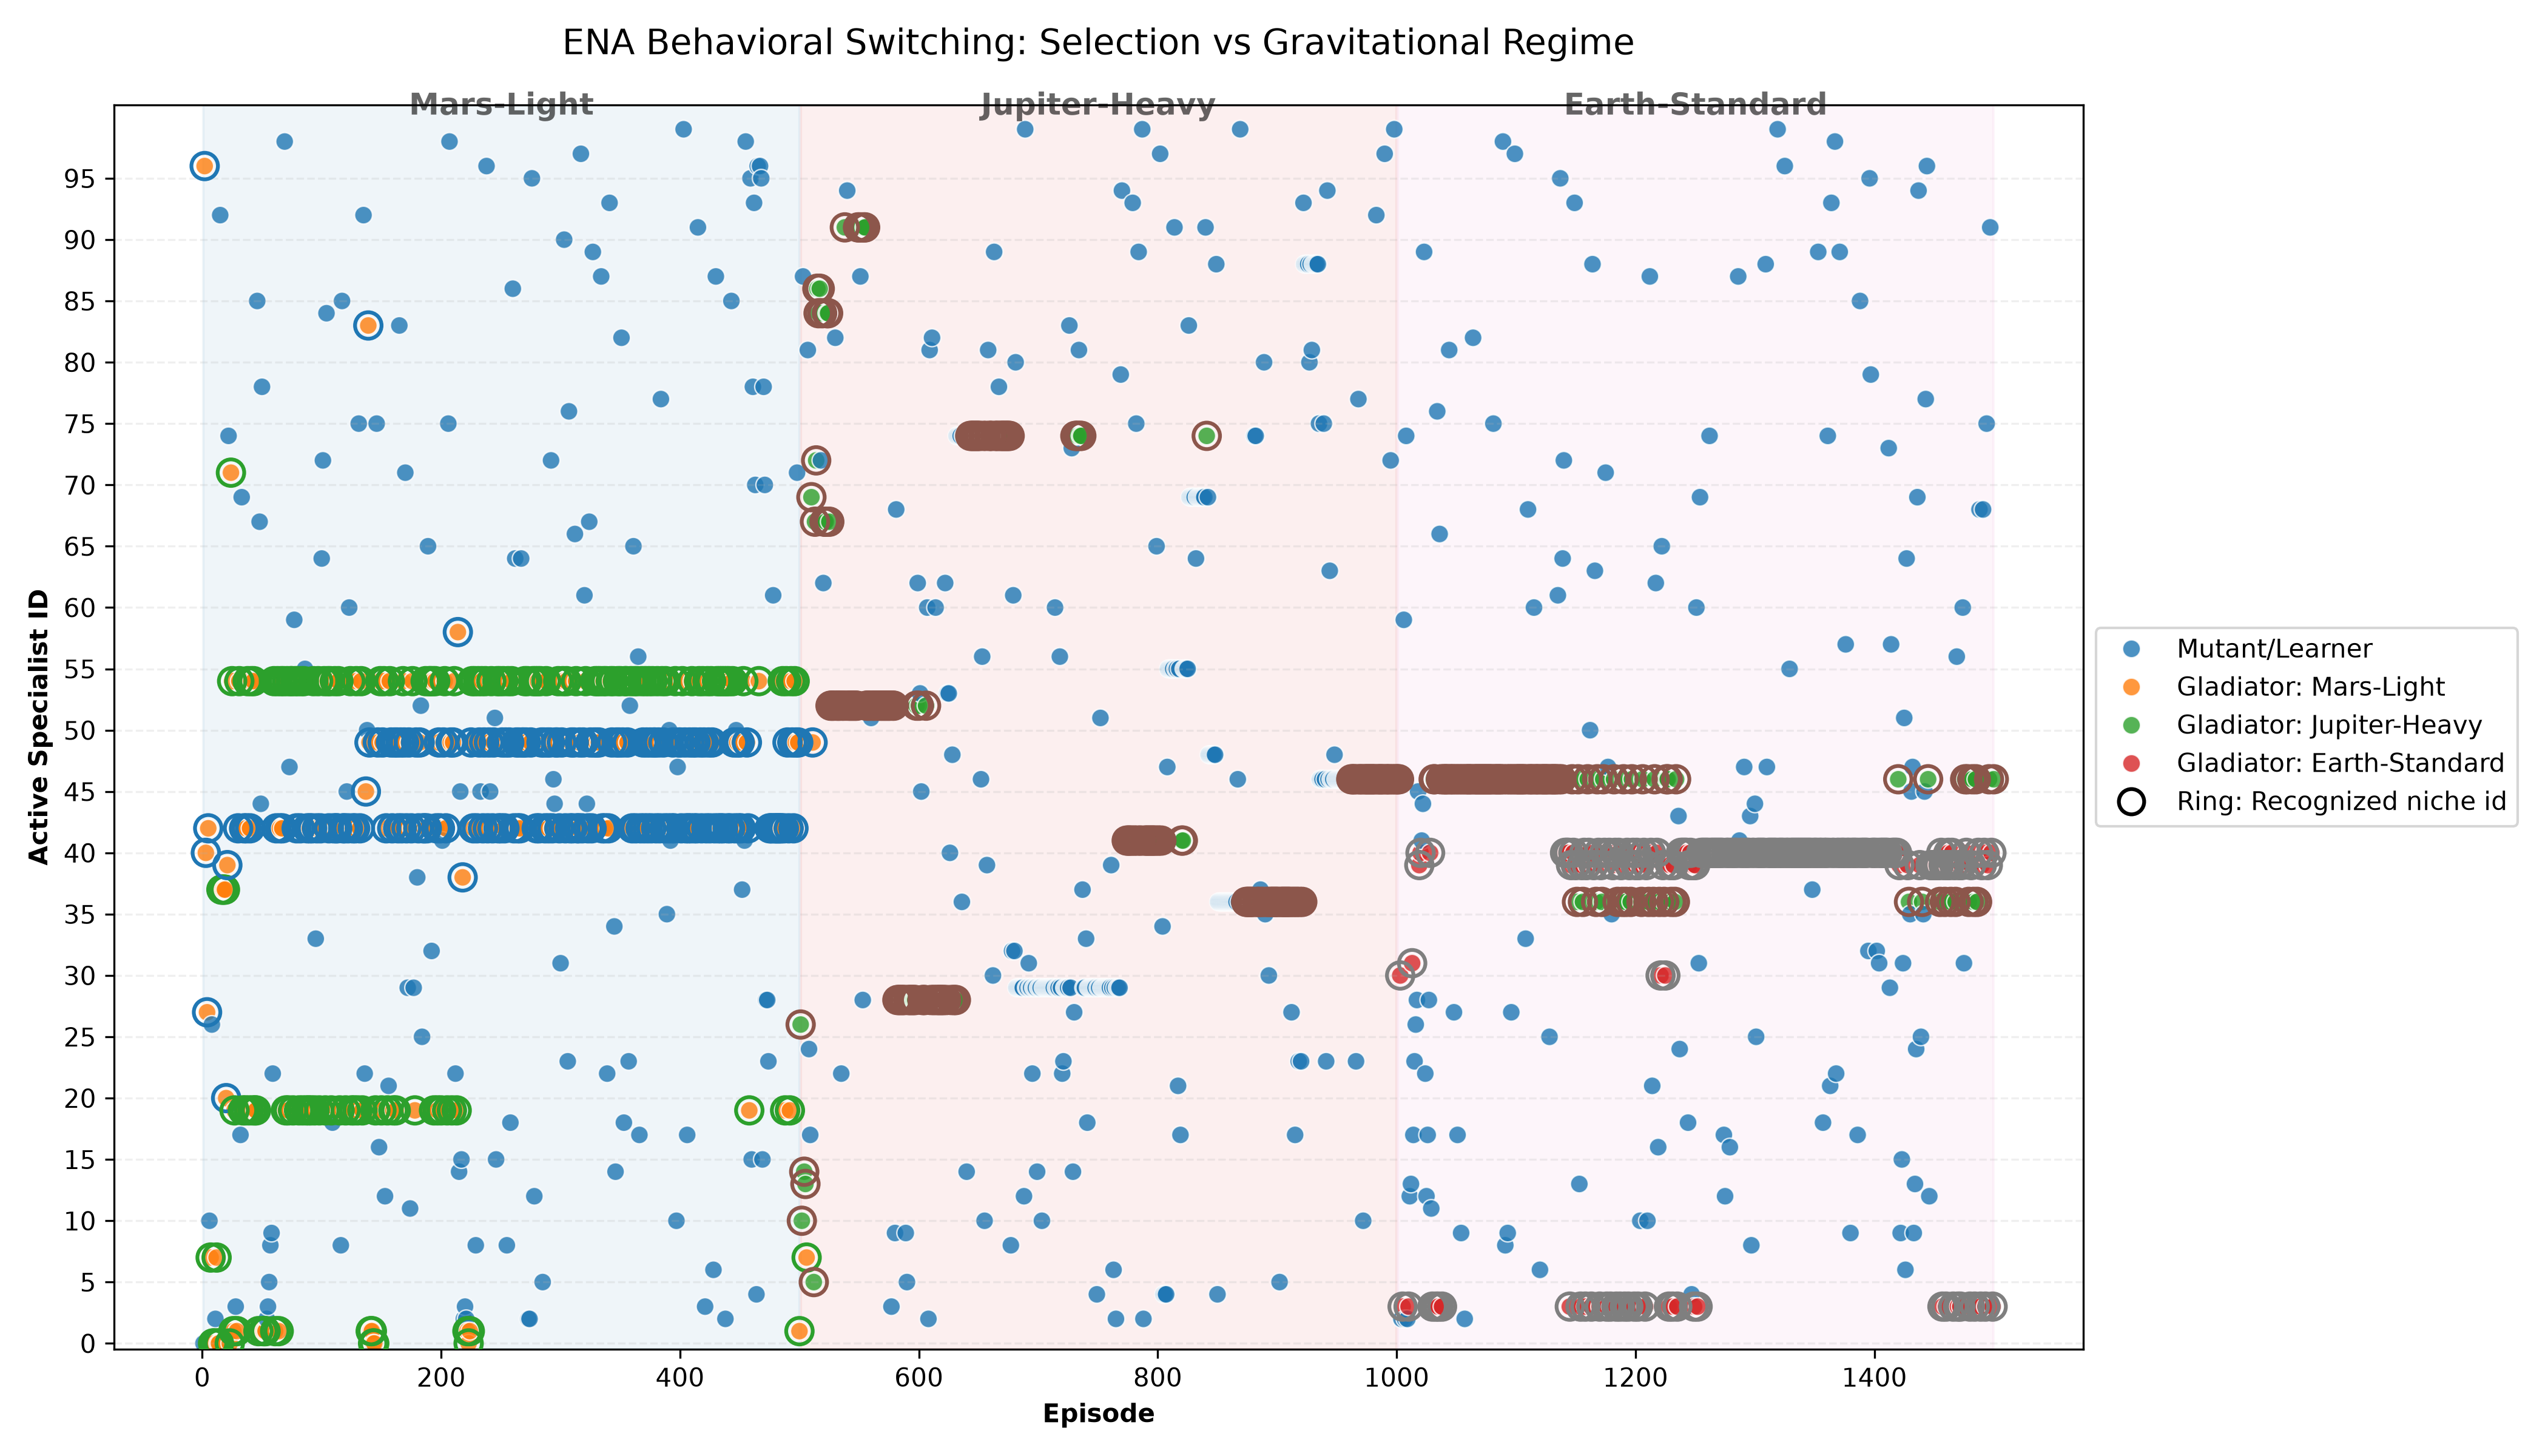 ENA Behavioral Switching: Selection vs Gravitational Regime
Mars-Light
Jupiter-Heavy
Earth-Standard
95
90
85
80
75
70
65
60
55
50
45
40
35
30
25
20
15
10
5
0
Active Specialist ID
0
200
400
600
800
1000
1200
1400
Episode
Mutant/Learner
Gladiator: Mars-Light
Gladiator: Jupiter-Heavy
Gladiator: Earth-Standard
Ring: Recognized niche id